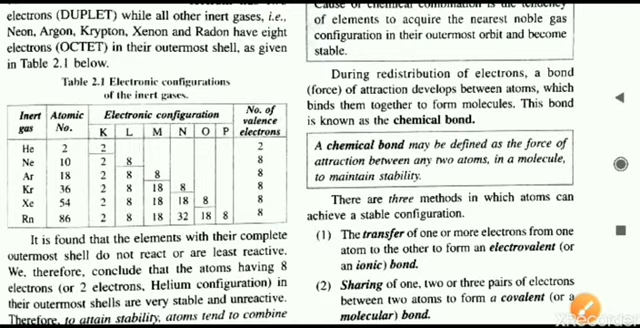 electrons (DUPLET) while all other inert gases, i.e.,
Neon, Argon, Krypton, Xenon and Radon have eight
electrons (OCTET) in their outermost shell, as given
in Table 2.1 below.
Table 2.1 Electronic configurations
of the inert gases.
Inert gas | Atomic No. | Electronic configuration | No. of valence electrons
K L M N O P
He 2 2 2
Ne 10 2 8 8
Ar 18 2 8 8 8
Kr 36 2 8 18 8 8
Xe 54 2 8 18 18 8 8
Rn 86 2 8 18 32 18 8 8
It is found that the elements with their complete
outermost shell do not react or are least reactive.
We, therefore, conclude that the atoms having 8
electrons (or 2 electrons, Helium configuration) in
their outermost shells are very stable and unreactive.
Therefore, to attain stability, atoms tend to combine
Cause of chemical combination is the tendency
of elements to acquire the nearest noble gas
configuration in their outermost orbit and become
stable.
During redistribution of electrons, a bond
(force) of attraction develops between atoms, which
binds them together to form molecules. This bond
is known as the chemical bond.
A chemical bond may be defined as the force of
attraction between any two atoms, in a molecule,
to maintain stability.
There are three methods in which atoms can
achieve a stable configuration.
(1) The transfer of one or more electrons from one
atom to the other to form an electrovalent (or
an ionic) bond.
(2) Sharing of one, two or three pairs of electrons
between two atoms to form a covalent (or a
molecular) bond.